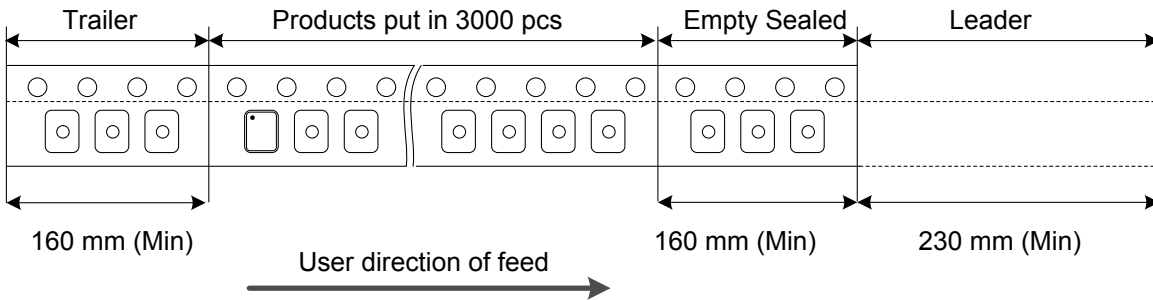 Trailer
Products put in 3000 pcs
Empty Sealed
Leader
160 mm (Min)
160 mm (Min)
230 mm (Min)
User direction of feed